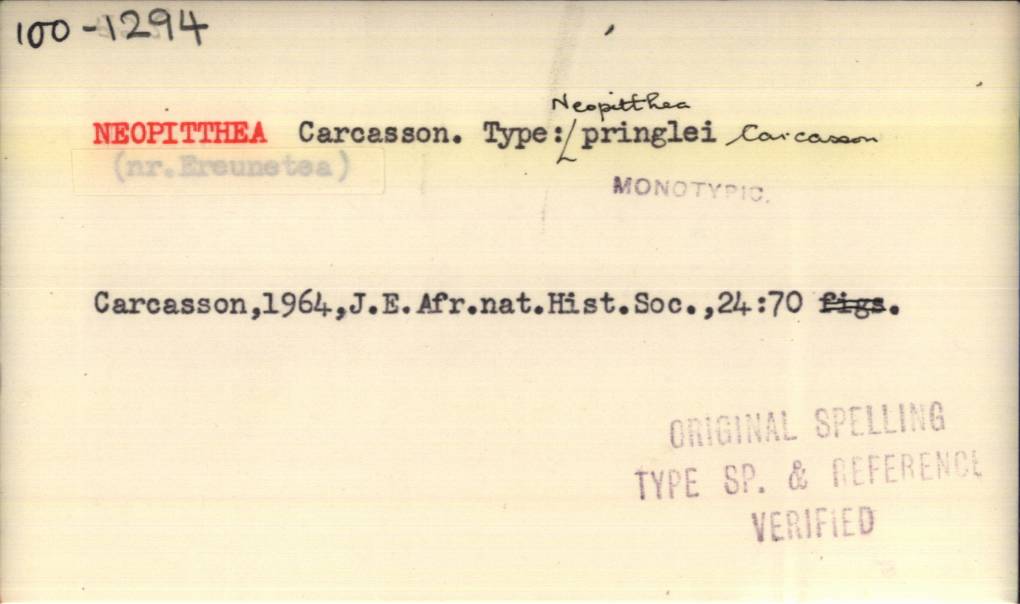 100-1294
Neopitthea
NEOPITTHEA Carcasson. Type: pringlei Carcasson
(nr.Ereunetea)
MONOTYPIC.
Carcasson,1964,J.E.Afr.nat.Hist.Soc.,24:70 figs.
ORIGINAL SPELLING
TYPE SP. & REFERENCE
VERIFIED